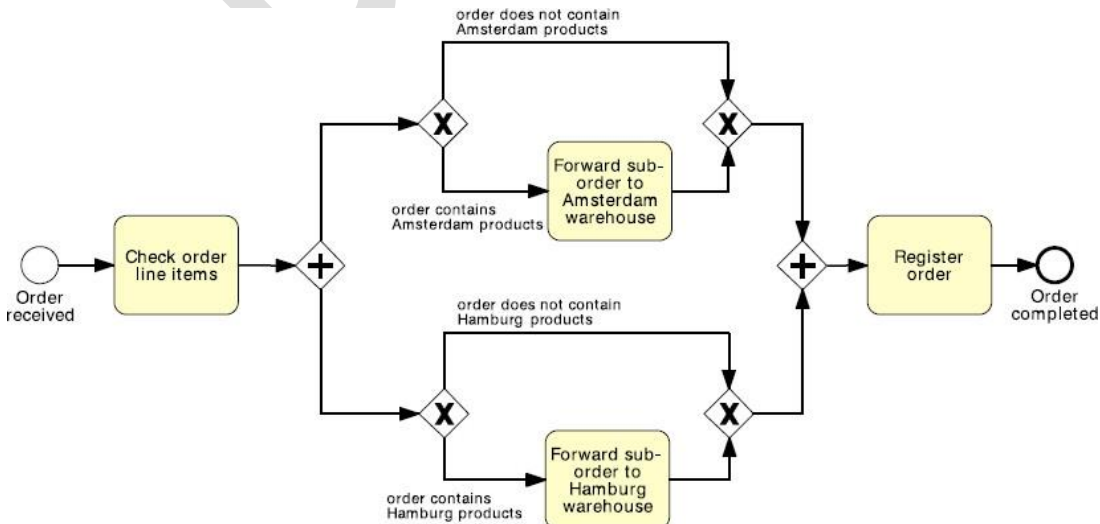 order does not contain
Amsterdam products
Forward sub-
order to
Amsterdam
warehouse
order contains
Amsterdam products
Check order
line items
Register
order
Order
received
Order
completed
order does not contain
Hamburg products
Forward sub-
order to
Hamburg
warehouse
order contains
Hamburg products